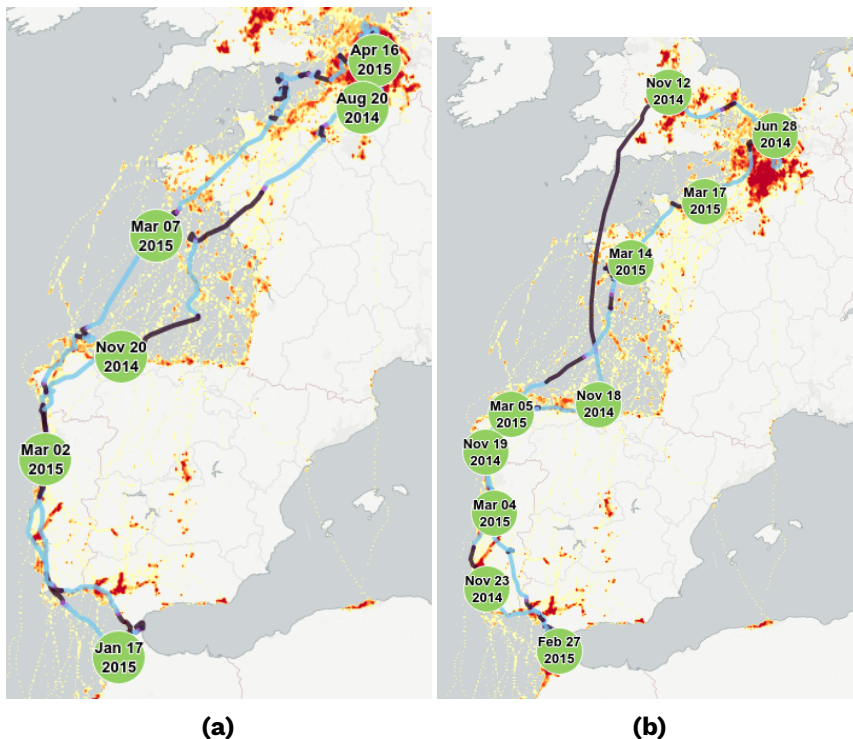 Apr 16
2015
Aug 20
2014
Mar 07
2015
Nov 20
2014
Mar 02
2015
Jan 17
2015
(a)
Nov 12
2014
Jun 28
2014
Mar 17
2015
Mar 14
2015
Mar 05
2015
Nov 18
2014
Nov 19
2014
Mar 04
2015
Nov 23
2014
Feb 27
2015
(b)